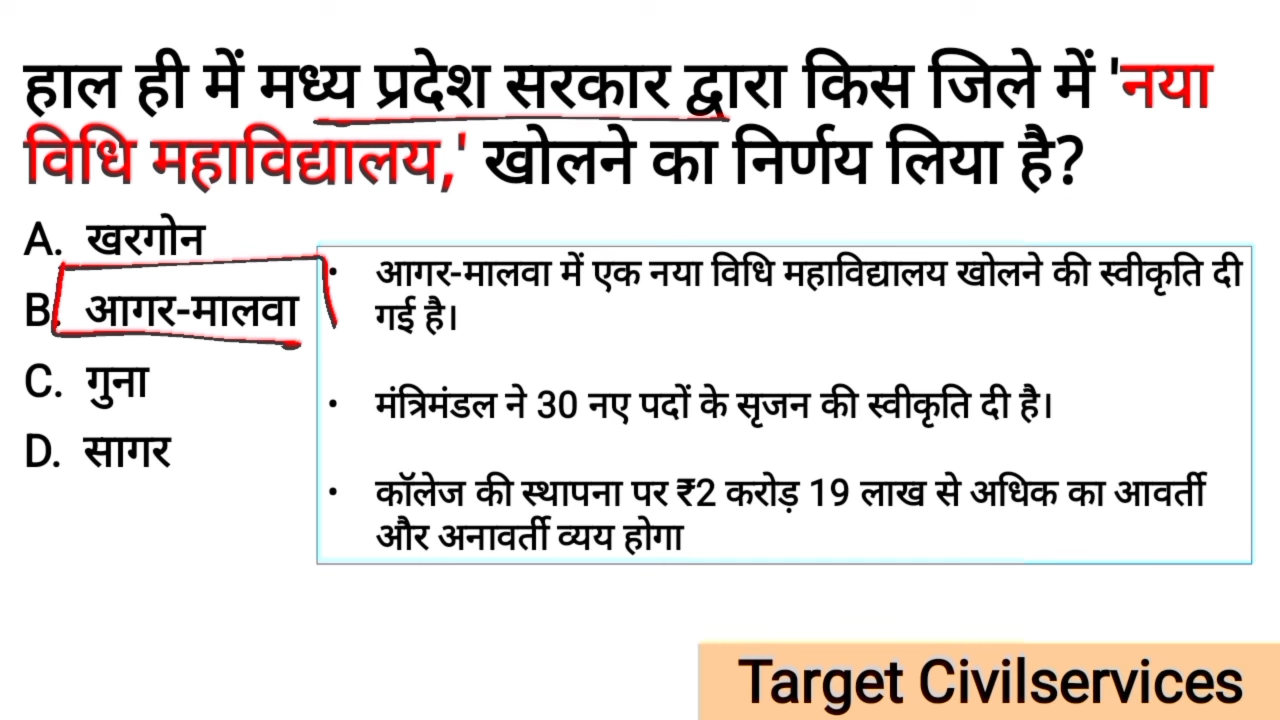 हाल ही में मध्य प्रदेश सरकार द्वारा किस जिले में 'नया
विधि महाविद्यालय,' खोलने का निर्णय लिया है?
A. खरगोन
B. आगर-मालवा
C. गुना
D. सागर
• आगर-मालवा में एक नया विधि महाविद्यालय खोलने की स्वीकृति दी
गई है।
• मंत्रिमंडल ने 30 नए पदों के सृजन की स्वीकृति दी है।
• कॉलेज की स्थापना पर ₹2 करोड़ 19 लाख से अधिक का आवर्ती
और अनावर्ती व्यय होगा
Target Civilservices